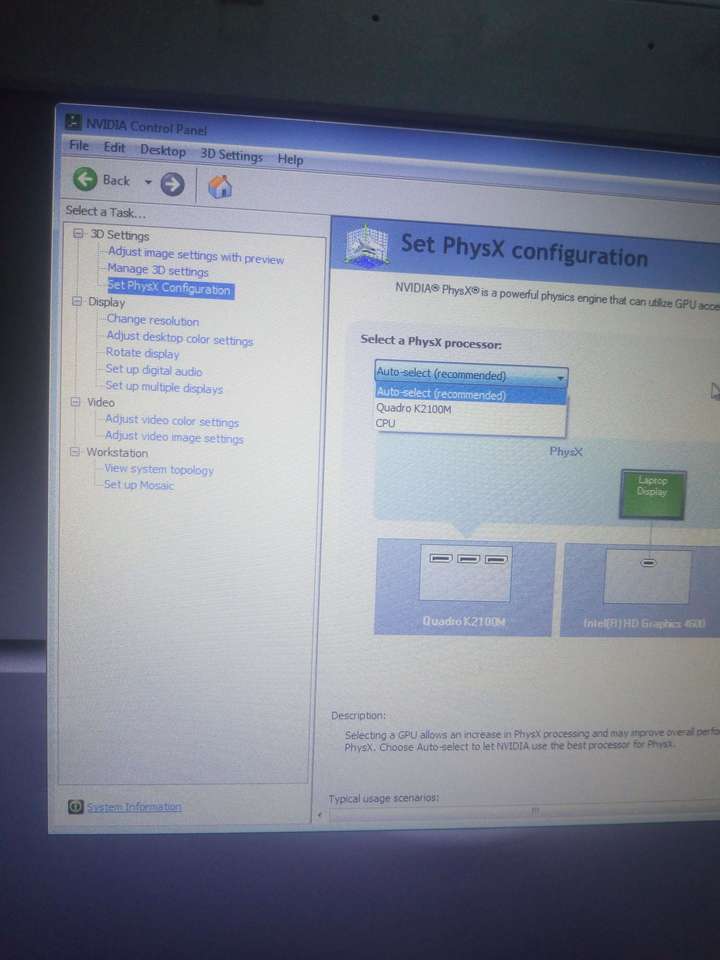 NVIDIA Control Panel
File Edit Desktop 3D Settings Help
Back
Select a Task...
3D Settings
Adjust image settings with preview
Manage 3D settings
Set PhysX Configuration
Display
Change resolution
Adjust desktop color settings
Rotate display
Set up digital audio
Set up multiple displays
Video
Adjust video color settings
Adjust video image settings
Workstation
View system topology
Set up Mosaic
System Information
Set PhysX configuration
NVIDIA® PhysX® is a powerful physics engine that can utilize GPU acce
Select a PhysX processor:
Auto-select (recommended)
Auto-select (recommended)
Quadro K2100M
CPU
PhysX
Laptop
Display
Quadro K2100M
Intel(R) HD Graphics 4600
Description:
Selecting a GPU allows an increase in PhysX processing and may improve overall perfo
PhysX. Choose Auto-select to let NVIDIA use the best processor for PhysX.
Typical usage scenarios: